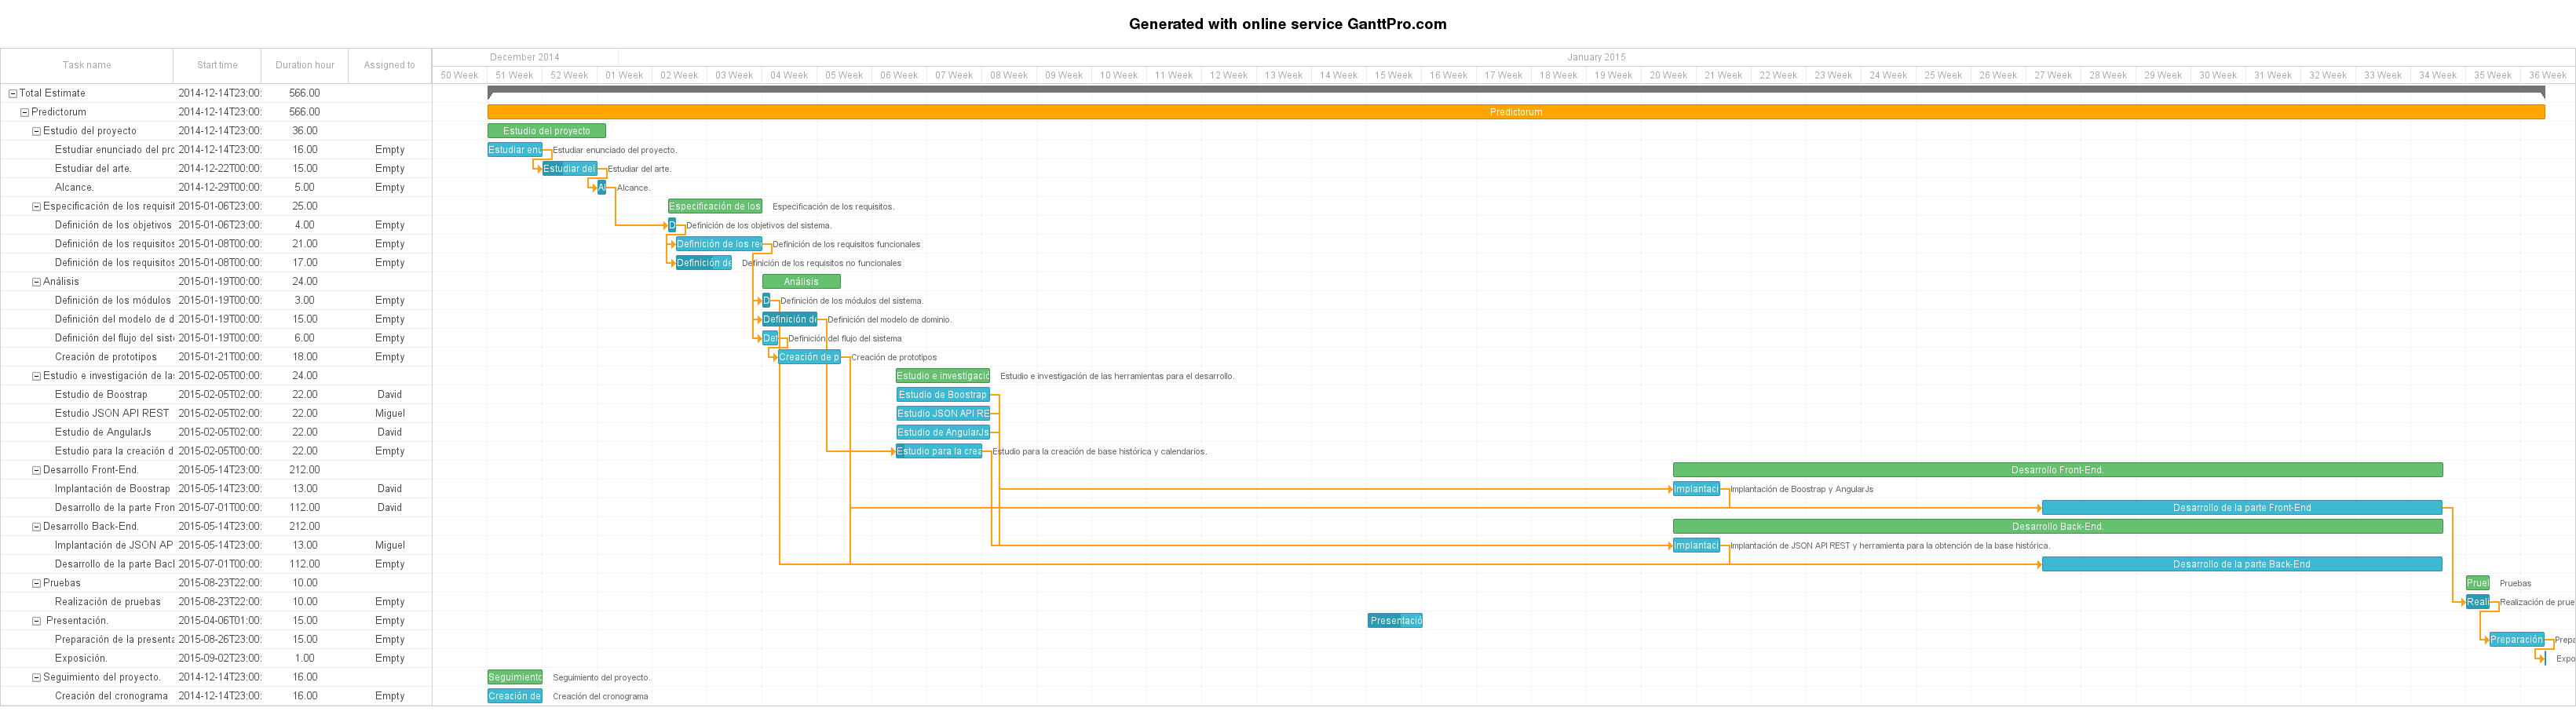 Generated with online service GanttPro.com
December 2014 January 2015
Task name Start time Duration hour Assigned to 50 Week 51 Week 52 Week 01 Week 02 Week 03 Week 04 Week 05 Week 06 Week 07 Week 08 Week 09 Week 10 Week 11 Week 12 Week 13 Week 14 Week 15 Week 16 Week 17 Week 18 Week 19 Week 20 Week 21 Week 22 Week 23 Week 24 Week 25 Week 26 Week 27 Week 28 Week 29 Week 30 Week 31 Week 32 Week 33 Week 34 Week 35 Week 36 Week
Total Estimate 2014-12-14T23:00: 566.00
Predictorum 2014-12-14T23:00: 566.00 Predictorum
Estudio del proyecto 2014-12-14T23:00: 36.00 Estudio del proyecto
Estudiar enunciado del pro 2014-12-14T23:00: 16.00 Empty Estudiar enu Estudiar enunciado del proyecto.
Estudiar del arte. 2014-12-22T00:00: 15.00 Empty Estudiar del Estudiar del arte.
Alcance. 2014-12-29T00:00: 5.00 Empty Al Alcance.
Especificación de los requisit 2015-01-06T23:00: 25.00 Especificación de los Especificación de los requisitos.
Definición de los objetivos 2015-01-06T23:00: 4.00 Empty D Definición de los objetivos del sistema.
Definición de los requisitos 2015-01-08T00:00: 21.00 Empty Definición de los re Definición de los requisitos funcionales
Definición de los requisitos 2015-01-08T00:00: 17.00 Empty Definición de Definición de los requisitos no funcionales
Análisis 2015-01-19T00:00: 24.00 Análisis
Definición de los módulos 2015-01-19T00:00: 3.00 Empty D Definición de los módulos del sistema.
Definición del modelo de d 2015-01-19T00:00: 15.00 Empty Definición de Definición del modelo de dominio.
Definición del flujo del sist 2015-01-19T00:00: 6.00 Empty Def Definición del flujo del sistema
Creación de prototipos 2015-01-21T00:00: 18.00 Empty Creación de p Creación de prototipos
Estudio e investigación de la 2015-02-05T00:00: 24.00 Estudio e investigació Estudio e investigación de las herramientas para el desarrollo.
Estudio de Boostrap 2015-02-05T02:00: 22.00 David Estudio de Boostrap
Estudio JSON API REST 2015-02-05T02:00: 22.00 Miguel Estudio JSON API RE
Estudio de AngularJs 2015-02-05T02:00: 22.00 David Estudio de AngularJs
Estudio para la creación d 2015-02-05T00:00: 22.00 Empty Estudio para la crea Estudio para la creación de base histórica y calendarios.
Desarrollo Front-End. 2015-05-14T23:00: 212.00 Desarrollo Front-End.
Implantación de Boostrap 2015-05-14T23:00: 13.00 David Implantaci Implantación de Boostrap y AngularJs
Desarrollo de la parte Fron 2015-07-01T00:00: 112.00 David Desarrollo de la parte Front-End
Desarrollo Back-End. 2015-05-14T23:00: 212.00 Desarrollo Back-End.
Implantación de JSON AP 2015-05-14T23:00: 13.00 Miguel Implantaci Implantación de JSON API REST y herramienta para la obtención de la base histórica.
Desarrollo de la parte Bacl 2015-07-01T00:00: 112.00 Empty Desarrollo de la parte Back-End
Pruebas 2015-08-23T22:00: 10.00 Pruel Pruebas
Realización de pruebas 2015-08-23T22:00: 10.00 Empty Reali Realización de prue
Presentación. 2015-04-06T01:00: 15.00 Empty Presentació
Preparación de la presenta 2015-08-26T23:00: 15.00 Empty Preparación Prepa
Exposición. 2015-09-02T23:00: 1.00 Empty Expo
Seguimiento del proyecto. 2014-12-14T23:00: 16.00 Seguimiento Seguimiento del proyecto.
Creación del cronograma 2014-12-14T23:00: 16.00 Empty Creación de Creación del cronograma